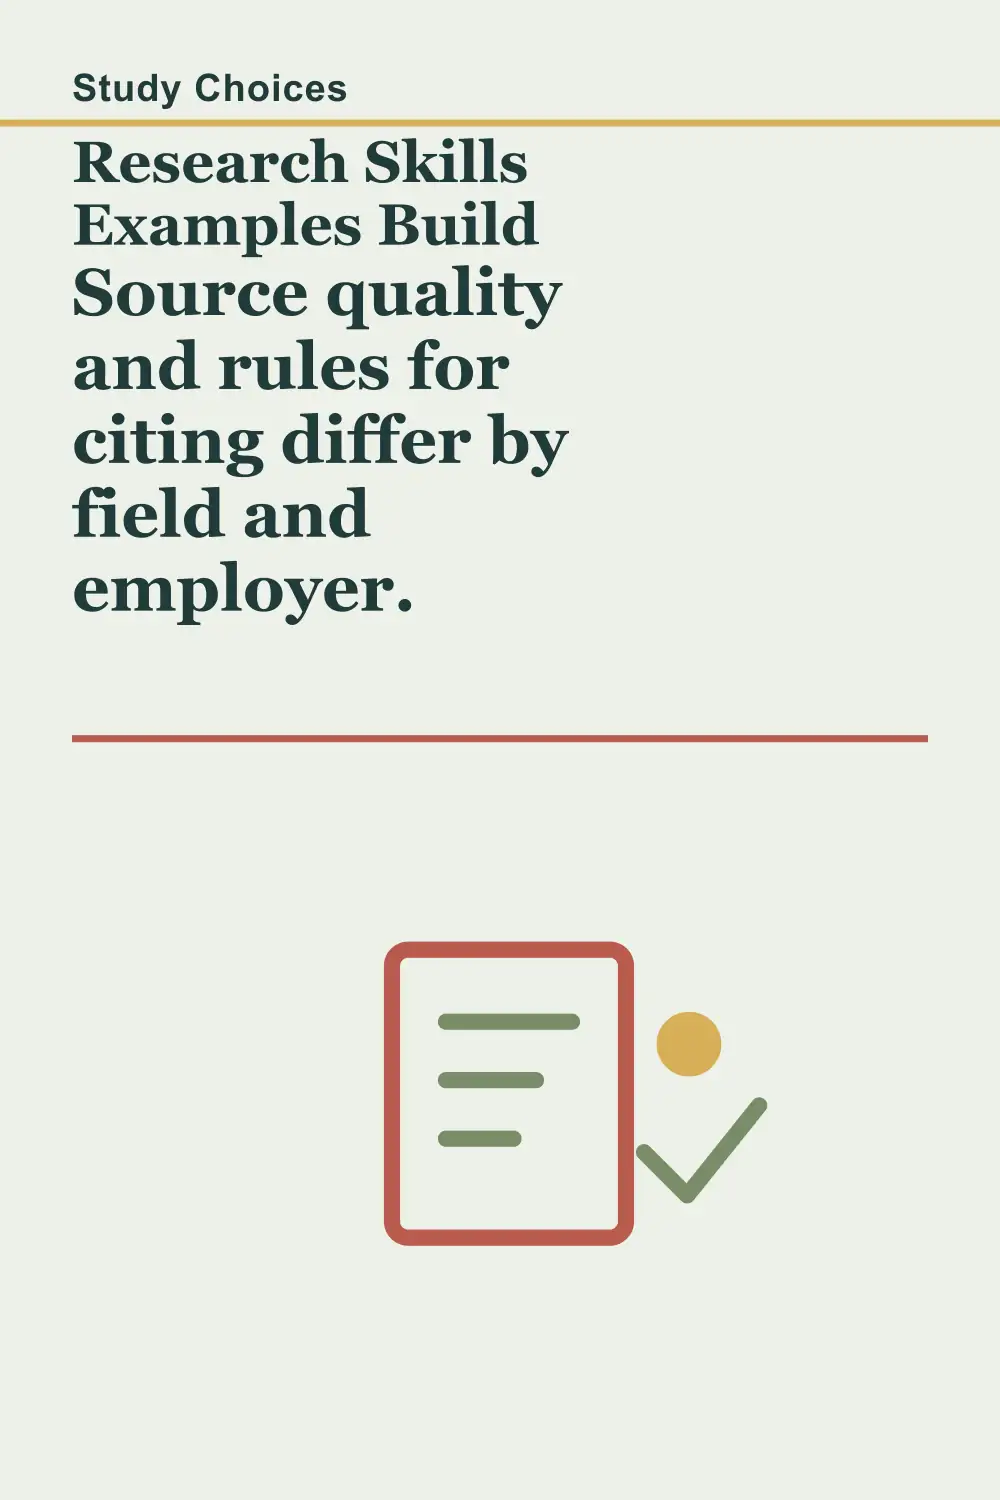 Study Choices
Research Skills
Examples Build
Source quality
and rules for
citing differ by
field and
employer.